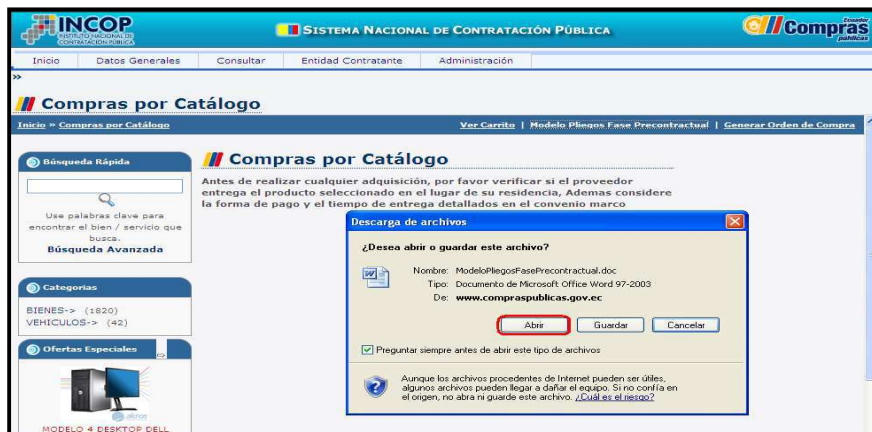 INCOP
INSTITUTO NACIONAL DE
CONTRATACIÓN PÚBLICA
SISTEMA NACIONAL DE CONTRATACIÓN PÚBLICA
Ecuador
Compras
públicas
Inicio Datos Generales Consultar Entidad Contratante Administración
»
Compras por Catálogo
Inicio » Compras por Catálogo
Ver Carrito | Modelo Pliegos Fase Precontractual | Generar Orden de Compra
Búsqueda Rápida
Use palabras clave para
encontrar el bien / servicio que
busca.
Búsqueda Avanzada
Categorias
BIENES-> (1820)
VEHICULOS-> (42)
Ofertas Especiales
akros
MODELO 4 DESKTOP DELL
Compras por Catálogo
Antes de realizar cualquier adquisición, por favor verificar si el proveedor
entrega el producto seleccionado en el lugar de su residencia, Ademas considere
la forma de pago y el tiempo de entrega detallados en el convenio marco
Descarga de archivos
¿Desea abrir o guardar este archivo?
Nombre: ModeloPliegosFasePrecontractual.doc
Tipo: Documento de Microsoft Office Word 97-2003
De: www.compraspublicas.gov.ec
Abrir Guardar Cancelar
Preguntar siempre antes de abrir este tipo de archivos
Aunque los archivos procedentes de Internet pueden ser útiles,
algunos archivos pueden llegar a dañar el equipo. Si no confía en
el origen, no abra ni guarde este archivo. ¿Cuál es el riesgo?